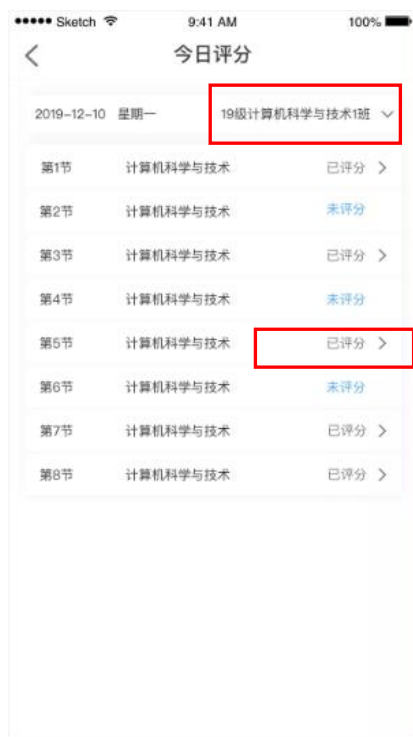 Sketch 9:41 AM 100%
今日评分
2019-12-10 星期一 19级计算机科学与技术1班
第1节 计算机科学与技术 已评分
第2节 计算机科学与技术 未评分
第3节 计算机科学与技术 已评分
第4节 计算机科学与技术 未评分
第5节 计算机科学与技术 已评分
第6节 计算机科学与技术 未评分
第7节 计算机科学与技术 已评分
第8节 计算机科学与技术 已评分